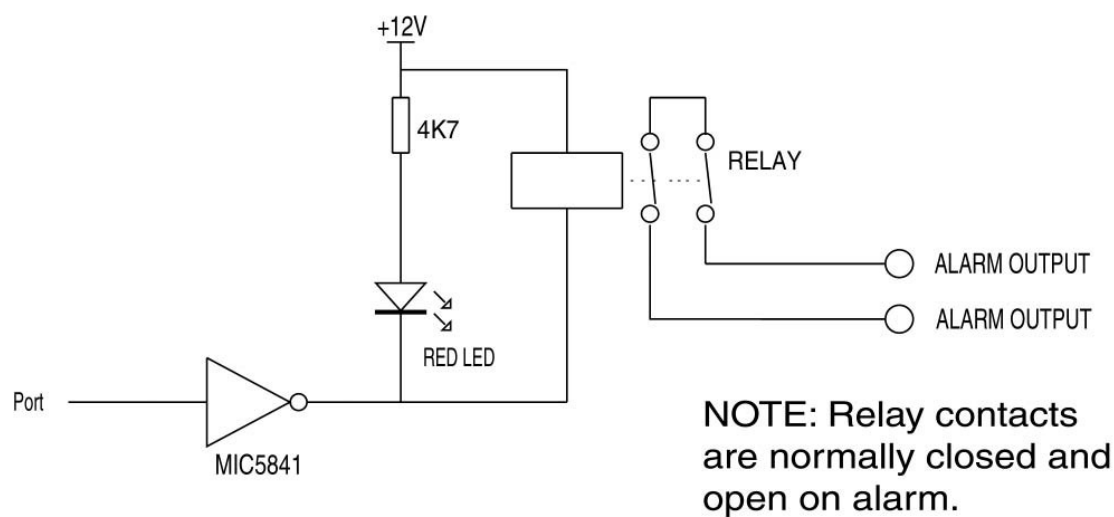 +12V
4K7
RELAY
ALARM OUTPUT
ALARM OUTPUT
RED LED
Port
MIC5841
NOTE: Relay contacts
are normally closed and
open on alarm.